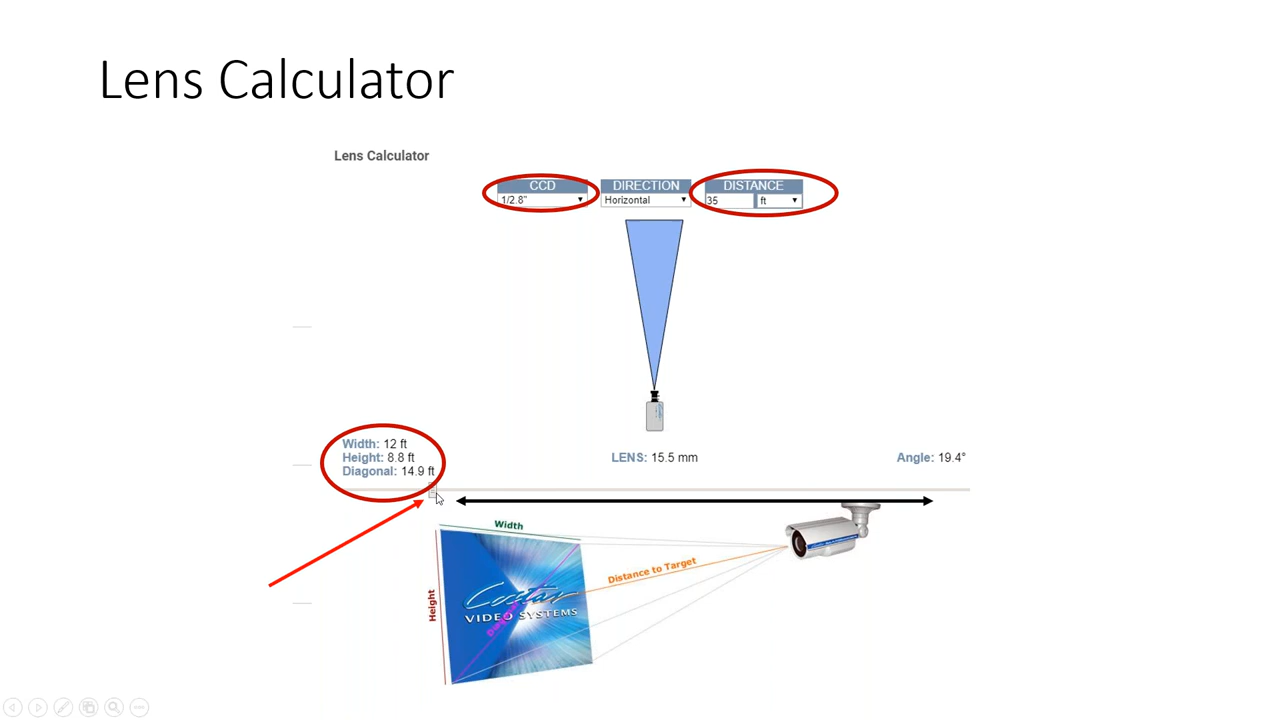 Lens Calculator
Lens Calculator
CCD DIRECTION DISTANCE
1/2.8" Horizontal 35 ft
Width: 12 ft
Height: 8.8 ft
Diagonal: 14.9 ft
LENS: 15.5 mm
Angle: 19.4°
Width
Distance to Target
Height
Costar
VIDEO SYSTEMS
Diagonal